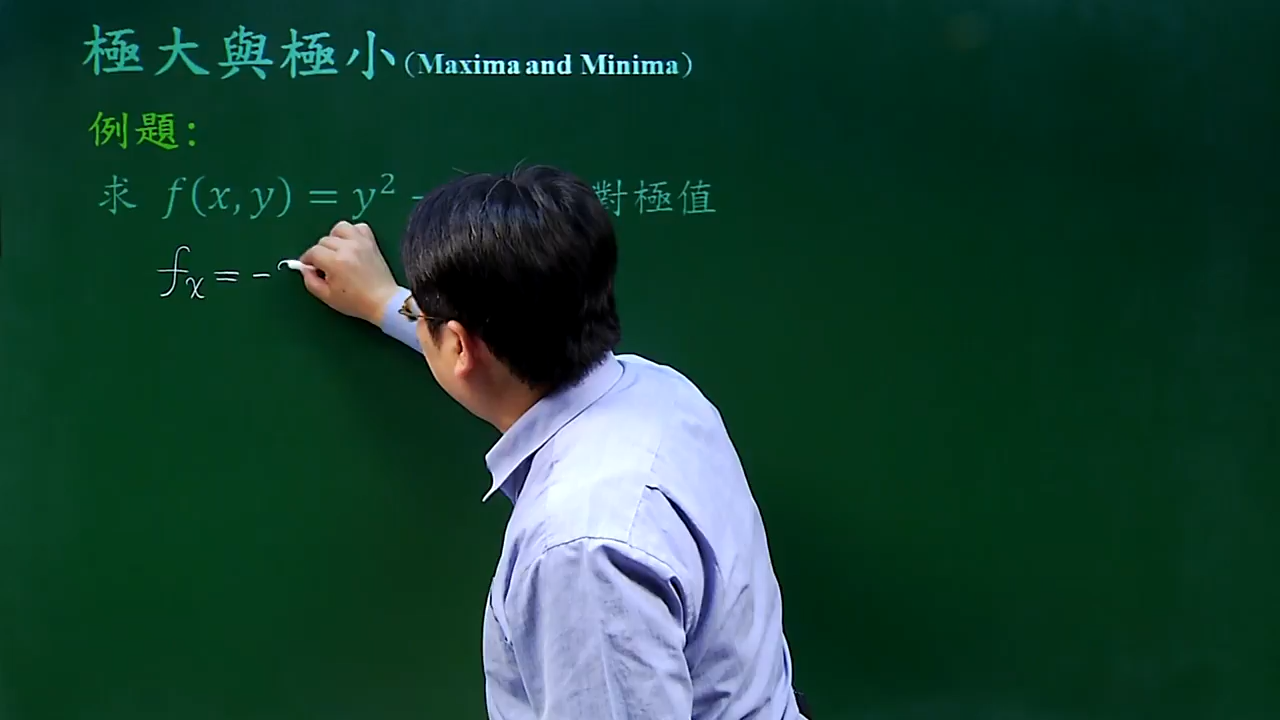 極大與極小(Maxima and Minima)
例題:
求 f(x,y) = y² − 對極值
fₓ = −